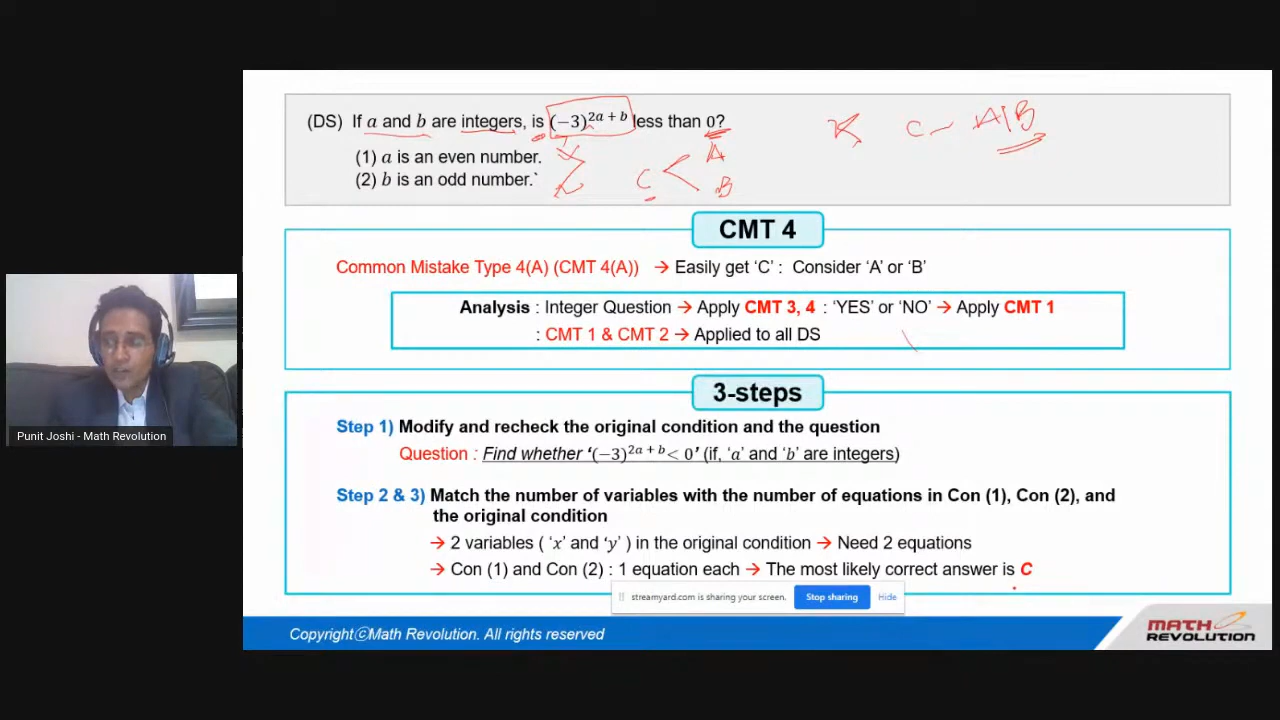 (DS) If a and b are integers, is (−3)^{2a + b} less than 0?
(1) a is an even number.
(2) b is an odd number.`
C < A
B
C A/B
CMT 4
Common Mistake Type 4(A) (CMT 4(A)) → Easily get ‘C’ : Consider ‘A’ or ‘B’
Analysis : Integer Question → Apply CMT 3, 4 : ‘YES’ or ‘NO’ → Apply CMT 1
: CMT 1 & CMT 2 → Applied to all DS
3-steps
Step 1) Modify and recheck the original condition and the question
Question : Find whether ‘(−3)^{2a + b} < 0’ (if, ‘a’ and ‘b’ are integers)
Step 2 & 3) Match the number of variables with the number of equations in Con (1), Con (2), and
the original condition
→ 2 variables ( ‘x’ and ‘y’ ) in the original condition → Need 2 equations
→ Con (1) and Con (2) : 1 equation each → The most likely correct answer is C
streamyard.com is sharing your screen. Stop sharing Hide
Copyrightⓒ Math Revolution. All rights reserved
MATH
REVOLUTION
Punit Joshi - Math Revolution